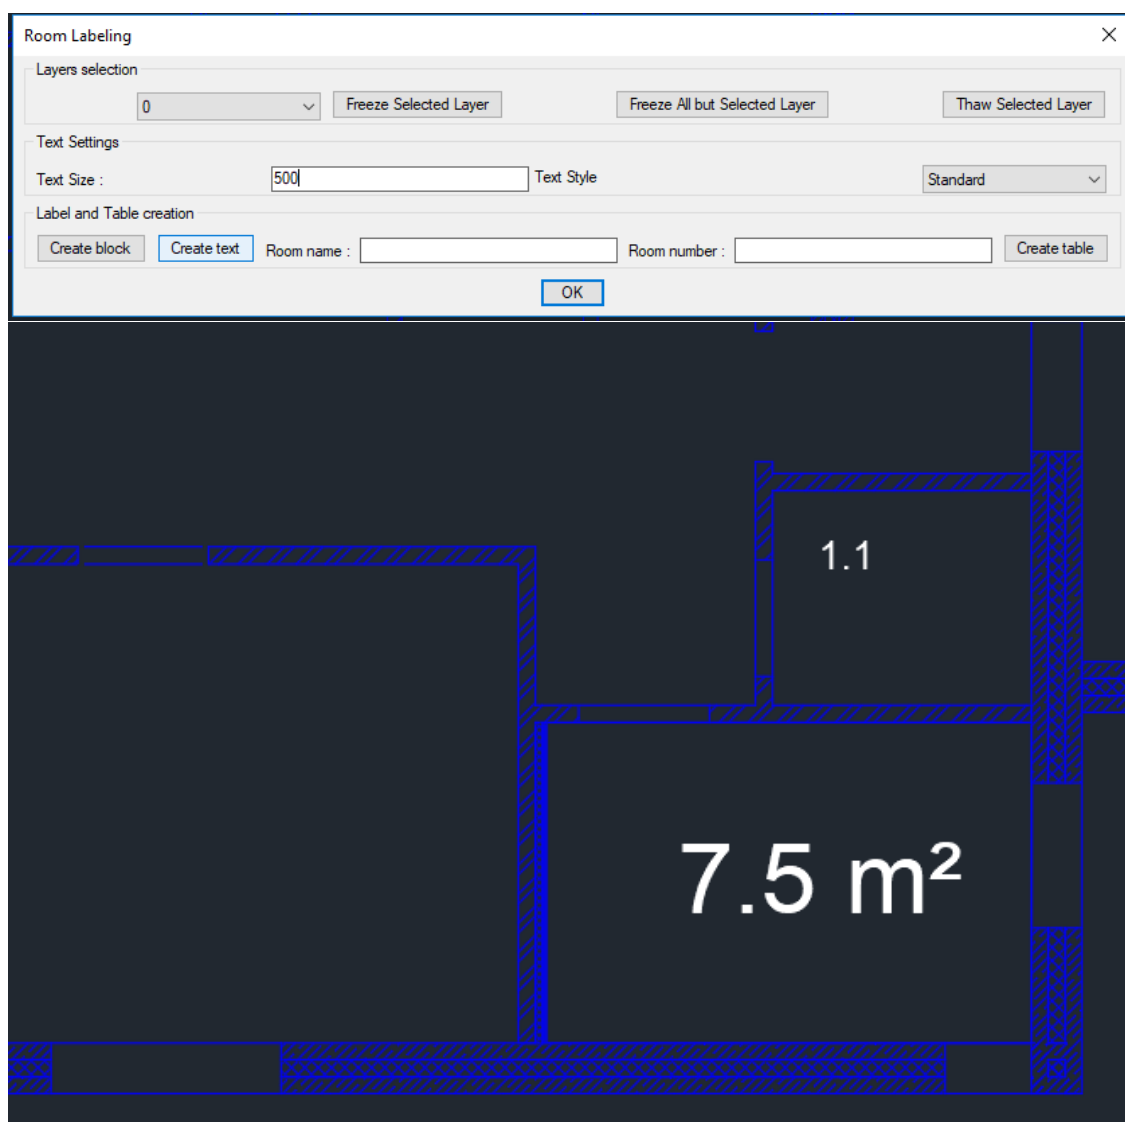 Room Labeling
Layers selection
0 Freeze Selected Layer Freeze All but Selected Layer Thaw Selected Layer
Text Settings
Text Size : 500 Text Style Standard
Label and Table creation
Create block Create text Room name : Room number : Create table
OK
1.1
7.5 m²